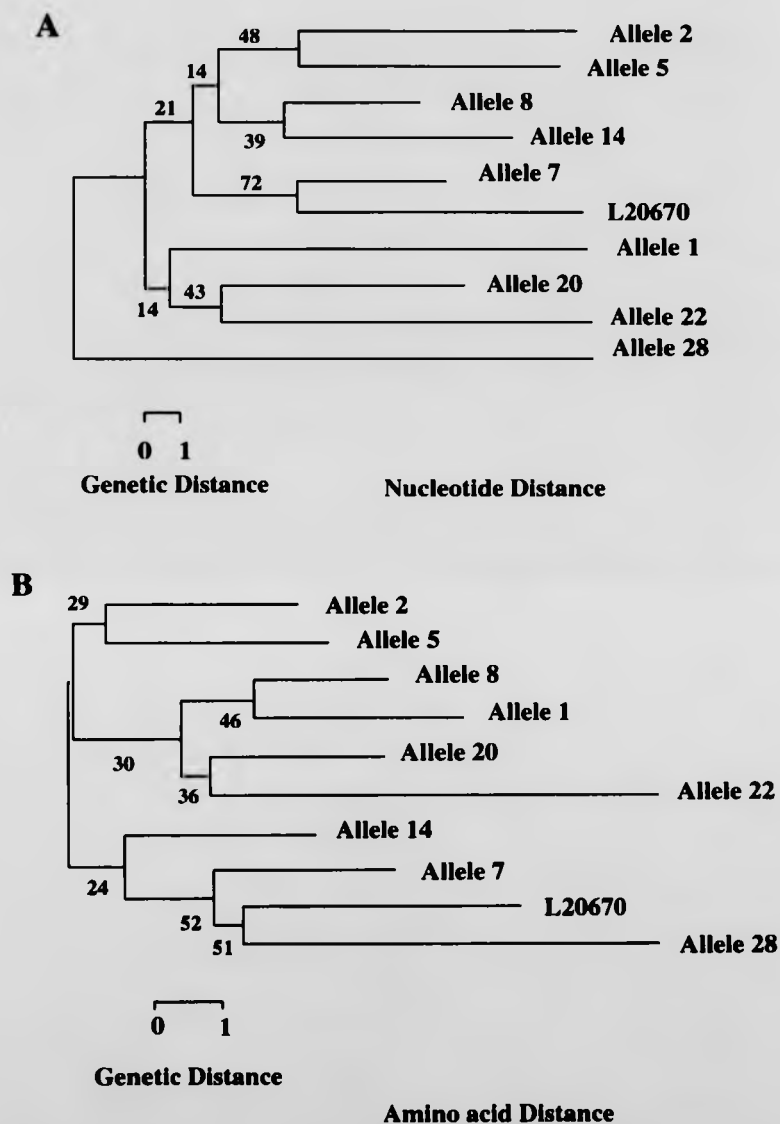 A
48
Allele 2
Allele 5
14
Allele 8
21
39
Allele 14
Allele 7
72
L20670
Allele 1
43
Allele 20
14
Allele 22
Allele 28
0 1
Genetic Distance Nucleotide Distance
B
29
Allele 2
Allele 5
Allele 8
46
Allele 1
30
Allele 20
36
Allele 22
Allele 14
24
Allele 7
52
L20670
51
Allele 28
0 1
Genetic Distance
Amino acid Distance